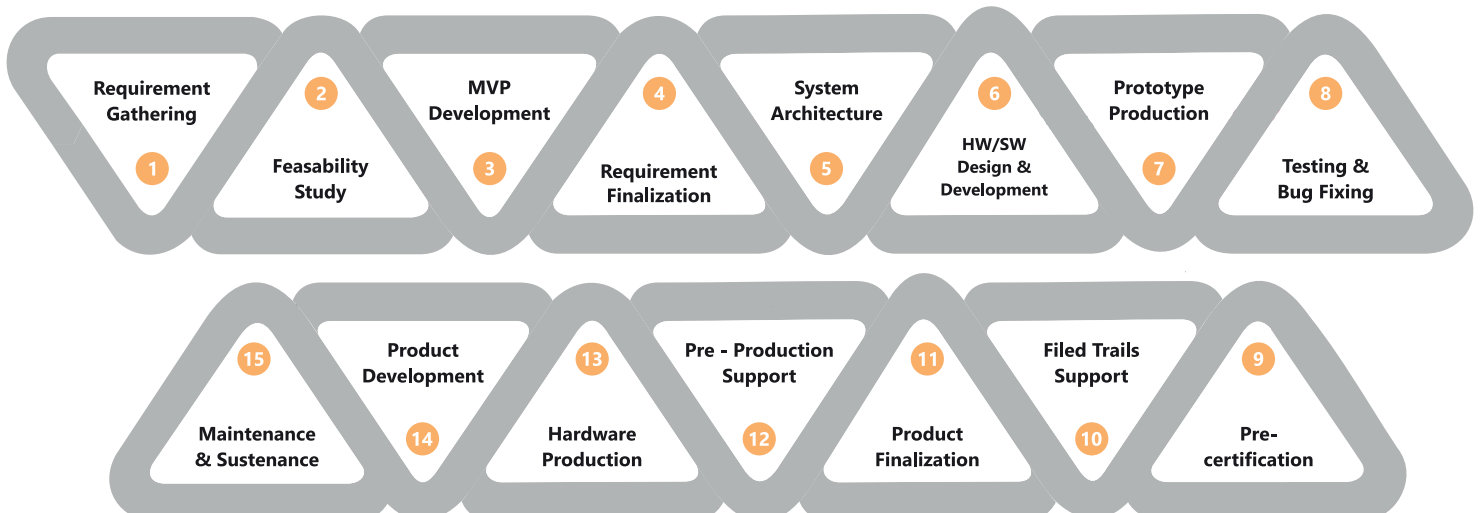 Requirement
Gathering
1
2
Feasability
Study
MVP
Development
3
4
Requirement
Finalization
System
Architecture
5
6
HW/SW
Design &
Development
Prototype
Production
7
8
Testing &
Bug Fixing
15
Maintenance
& Sustenance
Product
Development
14
13
Hardware
Production
Pre - Production
Support
12
11
Product
Finalization
Filed Trails
Support
10
9
Pre-
certification